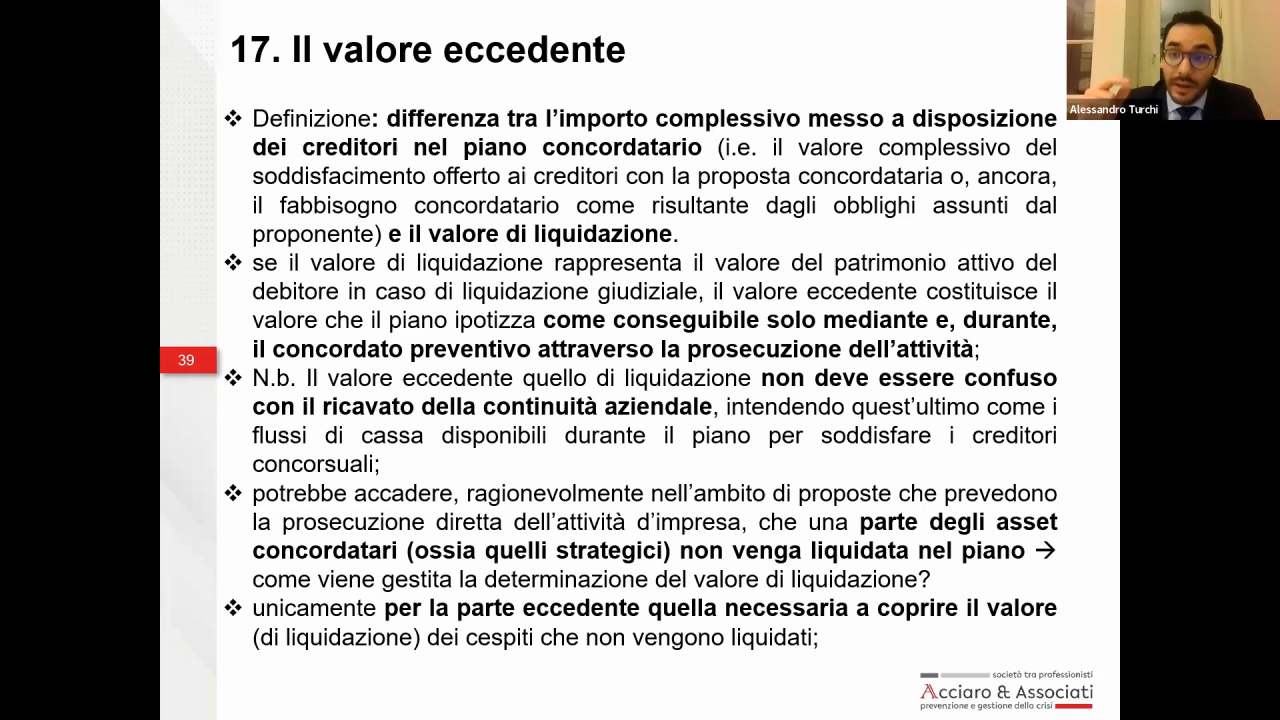 17. Il valore eccedente
Alessandro Turchi
❖ Definizione: differenza tra l’importo complessivo messo a disposizione
dei creditori nel piano concordatario (i.e. il valore complessivo del
soddisfacimento offerto ai creditori con la proposta concordataria o, ancora,
il fabbisogno concordatario come risultante dagli obblighi assunti dal
proponente) e il valore di liquidazione.
❖ se il valore di liquidazione rappresenta il valore del patrimonio attivo del
debitore in caso di liquidazione giudiziale, il valore eccedente costituisce il
valore che il piano ipotizza come conseguibile solo mediante e, durante,
il concordato preventivo attraverso la prosecuzione dell’attività;
39
❖ N.b. Il valore eccedente quello di liquidazione non deve essere confuso
con il ricavato della continuità aziendale, intendendo quest’ultimo come i
flussi di cassa disponibili durante il piano per soddisfare i creditori
concorsuali;
❖ potrebbe accadere, ragionevolmente nell’ambito di proposte che prevedono
la prosecuzione diretta dell’attività d’impresa, che una parte degli asset
concordatari (ossia quelli strategici) non venga liquidata nel piano →
come viene gestita la determinazione del valore di liquidazione?
❖ unicamente per la parte eccedente quella necessaria a coprire il valore
(di liquidazione) dei cespiti che non vengono liquidati;
società tra professionisti
Acciaro & Associati
prevenzione e gestione della crisi